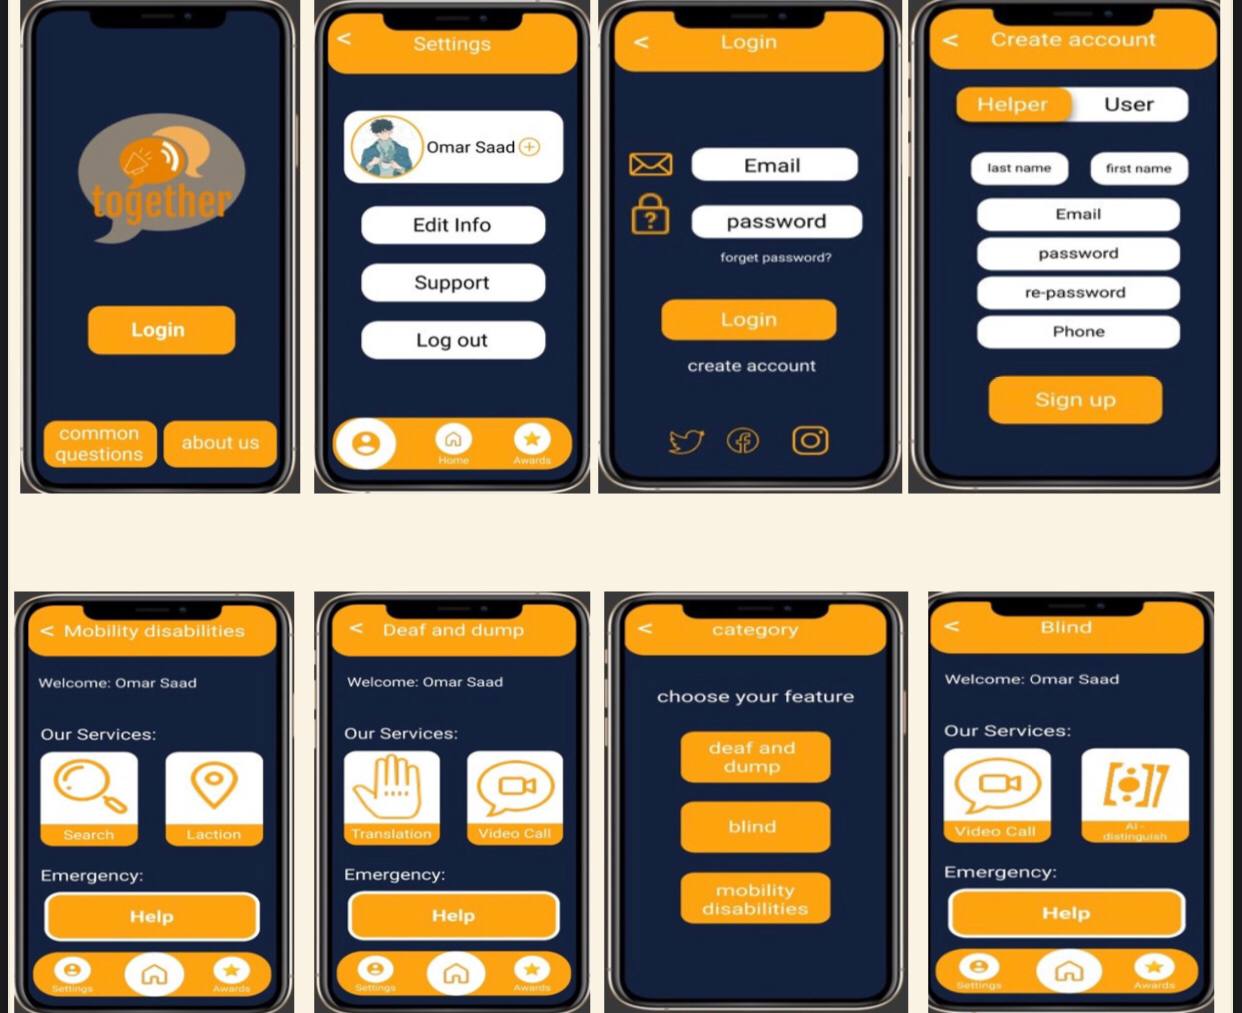 together
Login
common
questions
about us
<
Settings
Omar Saad
Edit Info
Support
Log out
Home
Awards
<
Login
Email
?
password
forget password?
Login
create account
<
Create account
Helper
User
last name
first name
Email
password
re-password
Phone
Sign up
<
Mobility disabilities
Welcome: Omar Saad
Our Services:
Search
Laction
Emergency:
Help
Settings
Awards
<
Deaf and dump
Welcome: Omar Saad
Our Services:
Translation
Video Call
Emergency:
Help
Settings
Awards
<
category
choose your feature
deaf and
dump
blind
mobility
disabilities
<
Blind
Welcome: Omar Saad
Our Services:
Video Call
AI -
distinguish
Emergency:
Help
Settings
Awards